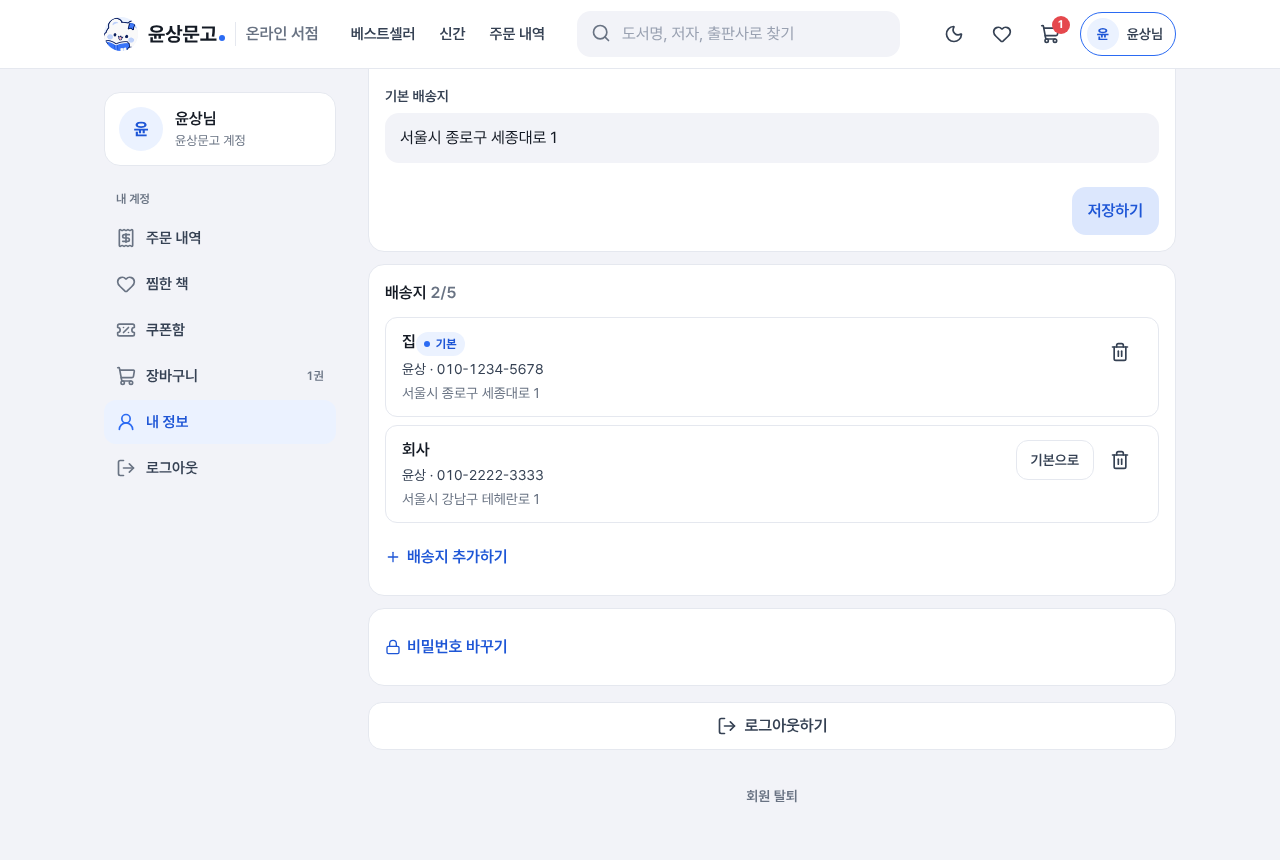 윤상문고
온라인 서점
베스트셀러
신간
주문 내역
도서명, 저자, 출판사로 찾기
1
윤
윤상님
윤
윤상님
윤상문고 계정
내 계정
주문 내역
찜한 책
쿠폰함
장바구니
1권
내 정보
로그아웃
기본 배송지
서울시 종로구 세종대로 1
저장하기
배송지 2/5
집
기본
윤상 · 010-1234-5678
서울시 종로구 세종대로 1
회사
윤상 · 010-2222-3333
서울시 강남구 테헤란로 1
기본으로
배송지 추가하기
비밀번호 바꾸기
로그아웃하기
회원 탈퇴